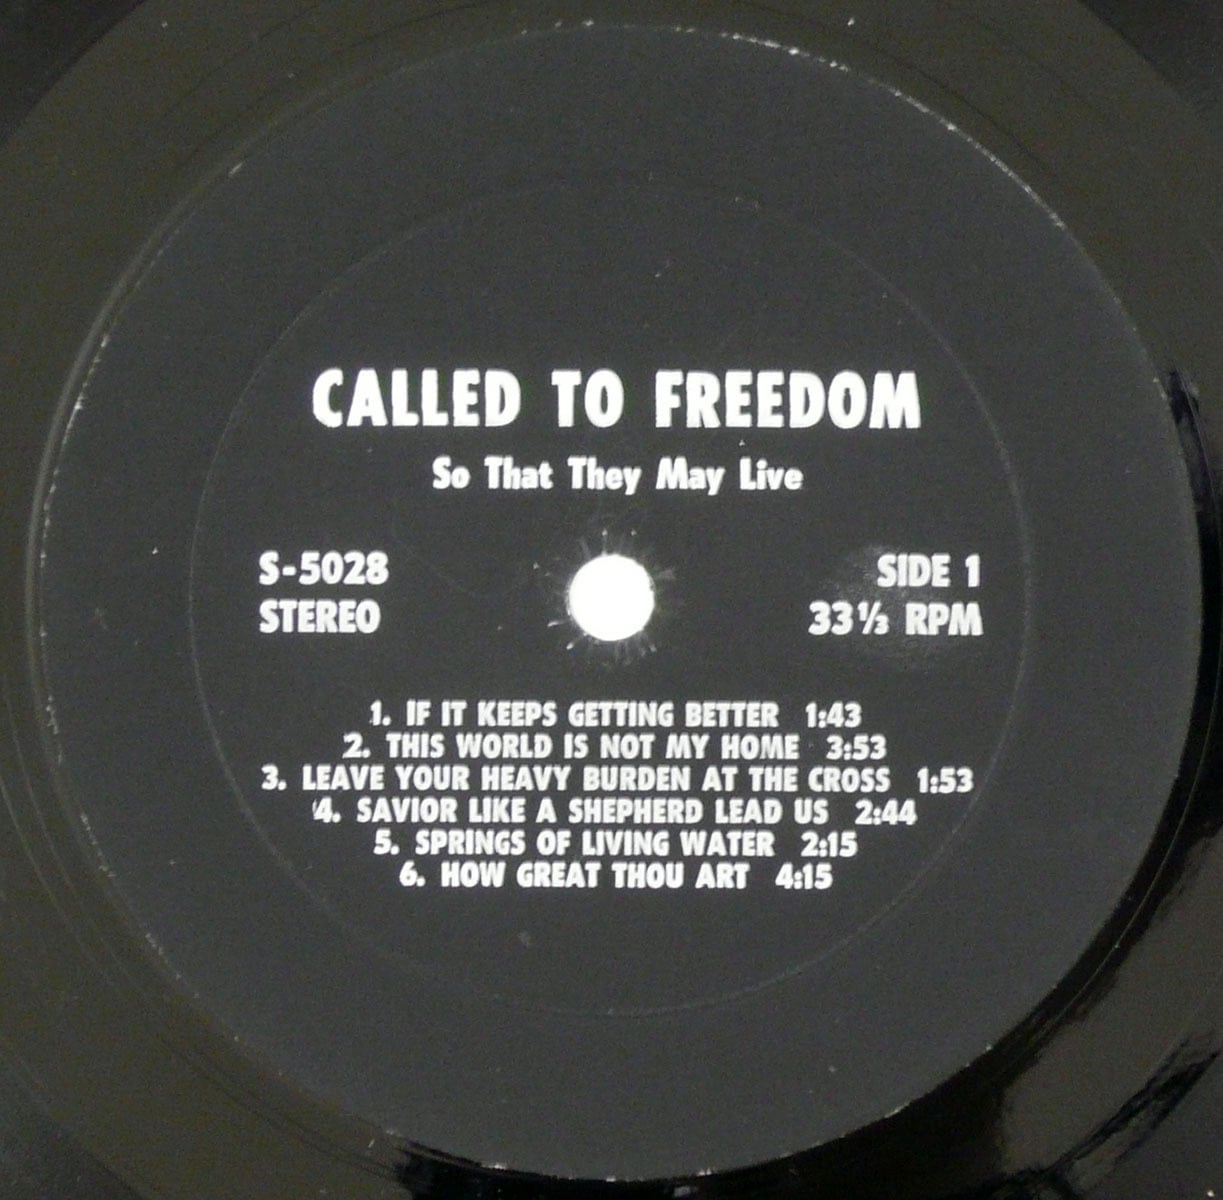 CALLED TO FREEDOM
So That They May Live
S-5028
STEREO
SIDE 1
33⅓ RPM
1. IF IT KEEPS GETTING BETTER 1:43
2. THIS WORLD IS NOT MY HOME 3:53
3. LEAVE YOUR HEAVY BURDEN AT THE CROSS 1:53
4. SAVIOR LIKE A SHEPHERD LEAD US 2:44
5. SPRINGS OF LIVING WATER 2:15
6. HOW GREAT THOU ART 4:15